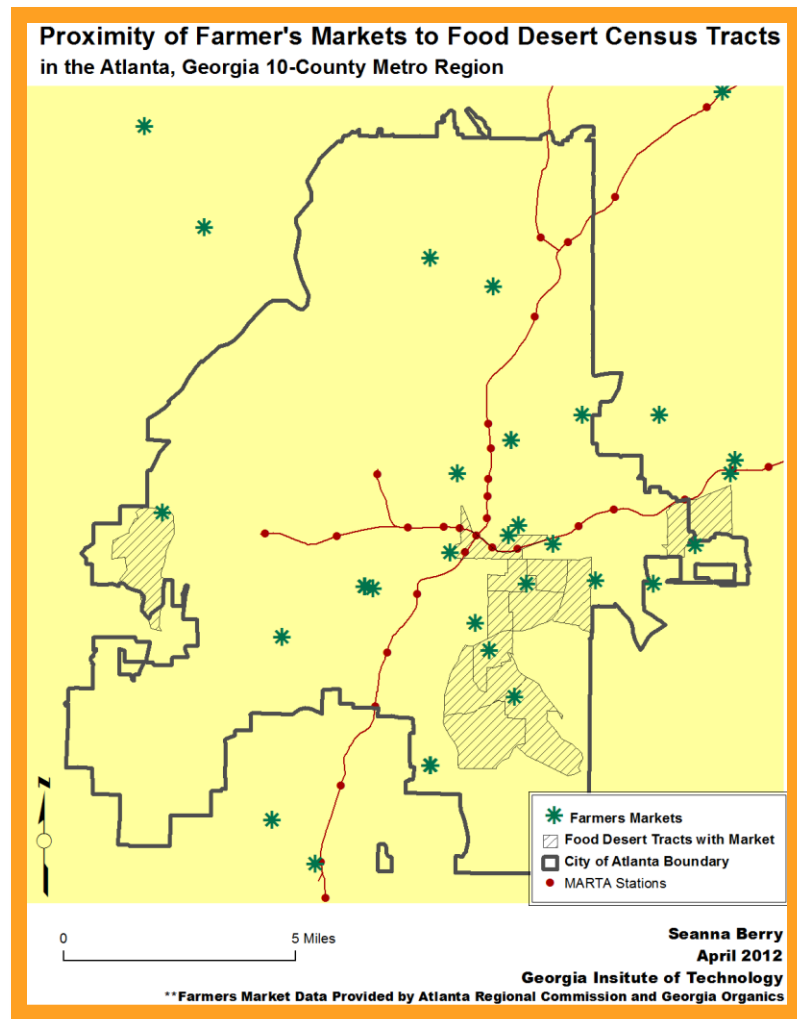 Proximity of Farmer's Markets to Food Desert Census Tracts
in the Atlanta, Georgia 10-County Metro Region
Z
Farmers Markets
Food Desert Tracts with Market
City of Atlanta Boundary
MARTA Stations
0 5 Miles
Seanna Berry
April 2012
Georgia Insitute of Technology
**Farmers Market Data Provided by Atlanta Regional Commission and Georgia Organics